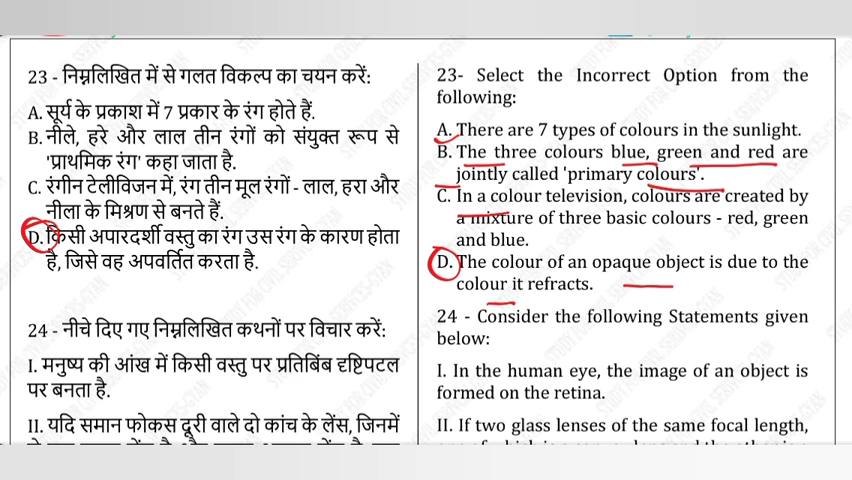 23 - निम्नलिखित में से गलत विकल्प का चयन करें:
A. सूर्य के प्रकाश में 7 प्रकार के रंग होते हैं.
B. नीले, हरे और लाल तीन रंगों को संयुक्त रूप से
'प्राथमिक रंग' कहा जाता है.
C. रंगीन टेलीविजन में, रंग तीन मूल रंगों - लाल, हरा और
नीला के मिश्रण से बनते हैं.
D. किसी अपारदर्शी वस्तु का रंग उस रंग के कारण होता
है, जिसे वह अपवर्तित करता है.
24 - नीचे दिए गए निम्नलिखित कथनों पर विचार करें:
I. मनुष्य की आंख में किसी वस्तु पर प्रतिबिंब दृष्टिपटल
पर बनता है.
II. यदि समान फोकस दूरी वाले दो कांच के लेंस, जिनमें
23- Select the Incorrect Option from the
following:
A. There are 7 types of colours in the sunlight.
B. The three colours blue, green and red are
jointly called 'primary colours'.
C. In a colour television, colours are created by
a mixture of three basic colours - red, green
and blue.
D. The colour of an opaque object is due to the
colour it refracts.
24 - Consider the following Statements given
below:
I. In the human eye, the image of an object is
formed on the retina.
II. If two glass lenses of the same focal length,